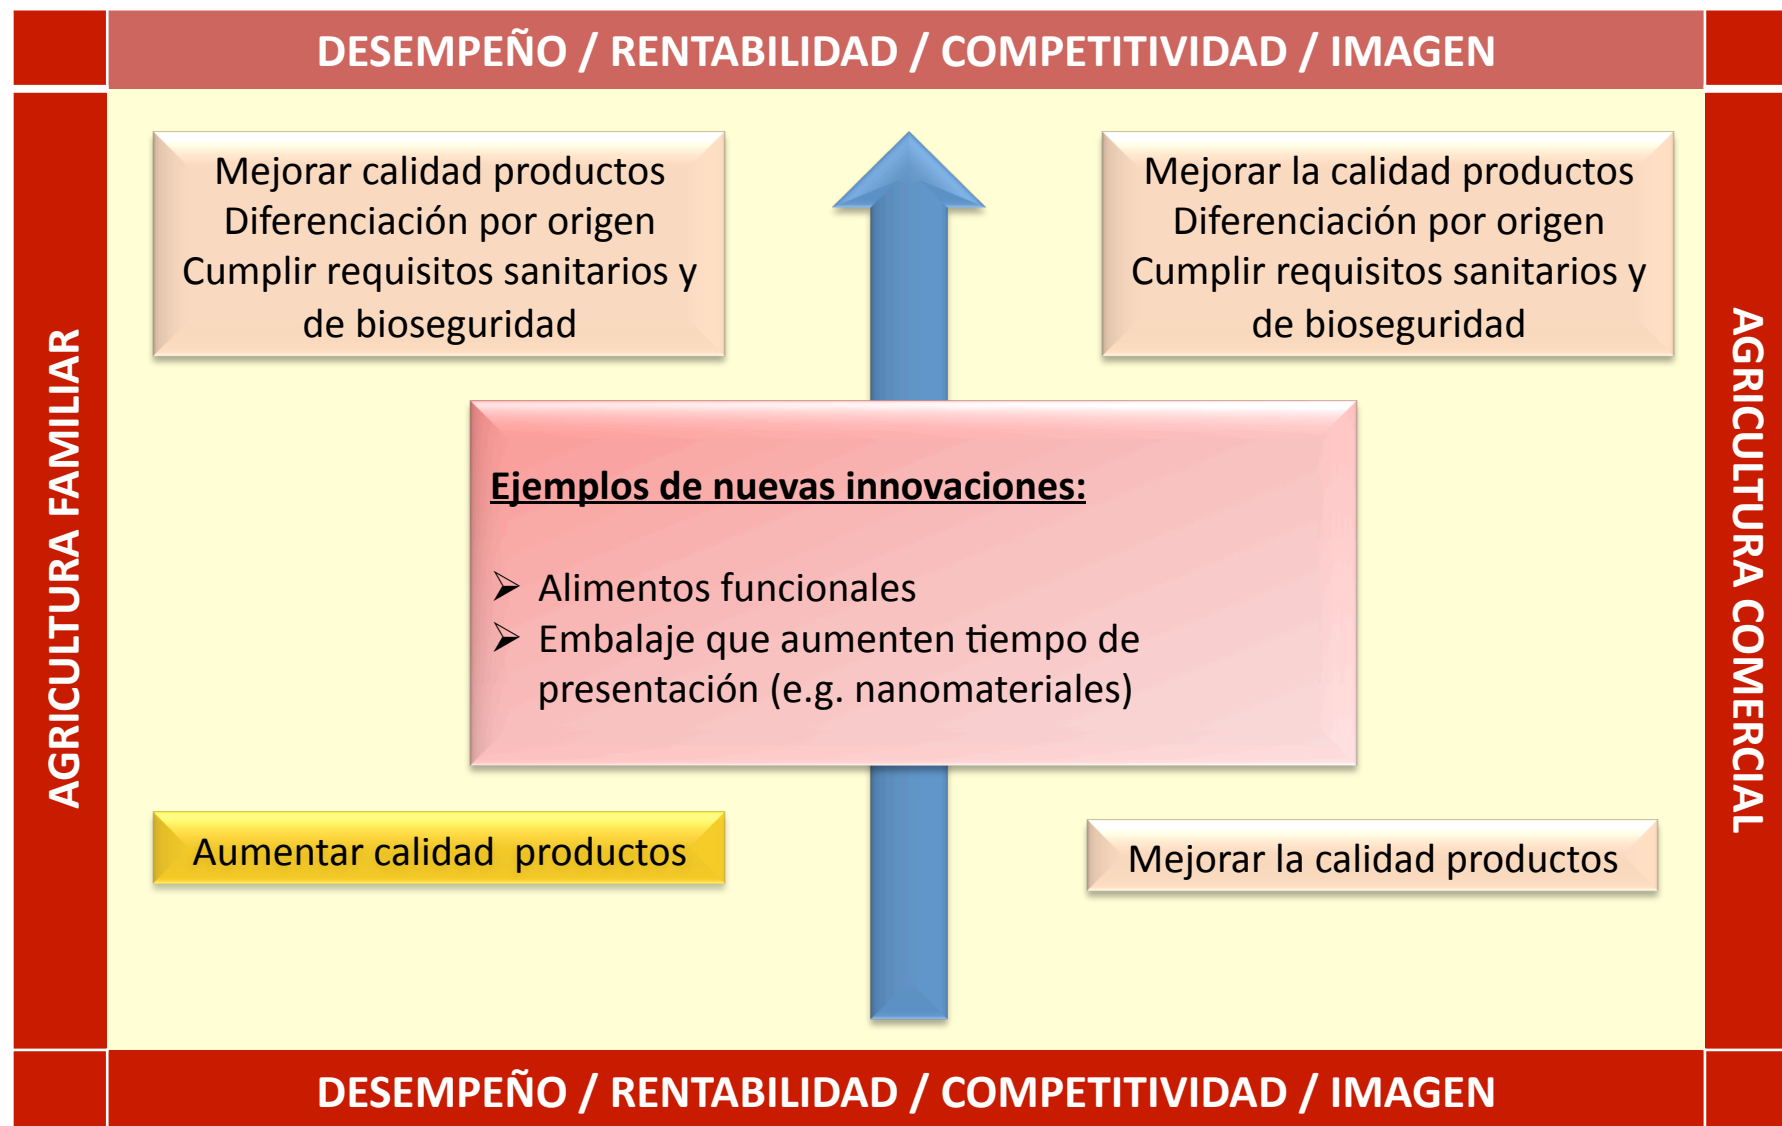 DESEMPEÑO / RENTABILIDAD / COMPETITIVIDAD / IMAGEN
AGRICULTURA FAMILIAR
Mejorar calidad productos
Diferenciación por origen
Cumplir requisitos sanitarios y
de bioseguridad
Mejorar la calidad productos
Diferenciación por origen
Cumplir requisitos sanitarios y
de bioseguridad
AGRICULTURA COMERCIAL
Ejemplos de nuevas innovaciones:
➢ Alimentos funcionales
➢ Embalaje que aumenten tiempo de
presentación (e.g. nanomateriales)
Aumentar calidad  productos
Mejorar la calidad productos
DESEMPEÑO / RENTABILIDAD / COMPETITIVIDAD / IMAGEN